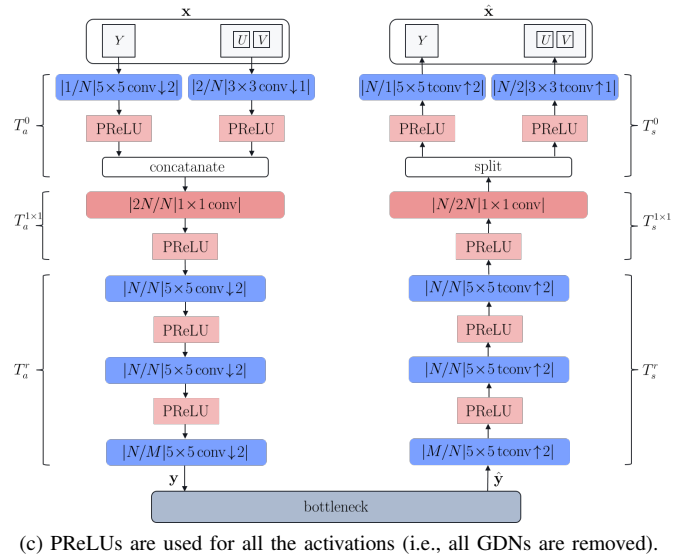 x
Y
U V
|1/N|5×5 conv↓2|
|2/N|3×3 conv↓1|
T_a^0
PReLU
PReLU
concatanate
|2N/N|1×1 conv|
T_a^{1×1}
PReLU
|N/N|5×5 conv↓2|
PReLU
T_a^r
|N/N|5×5 conv↓2|
PReLU
|N/M|5×5 conv↓2|
y
x̂
Y
U V
|N/1|5×5 tconv↑2|
|N/2|3×3 tconv↑1|
T_s^0
PReLU
PReLU
split
|N/2N|1×1 conv|
T_s^{1×1}
PReLU
|N/N|5×5 tconv↑2|
PReLU
T_s^r
|N/N|5×5 tconv↑2|
PReLU
|M/N|5×5 tconv↑2|
ŷ
bottleneck
(c) PReLUs are used for all the activations (i.e., all GDNs are removed).